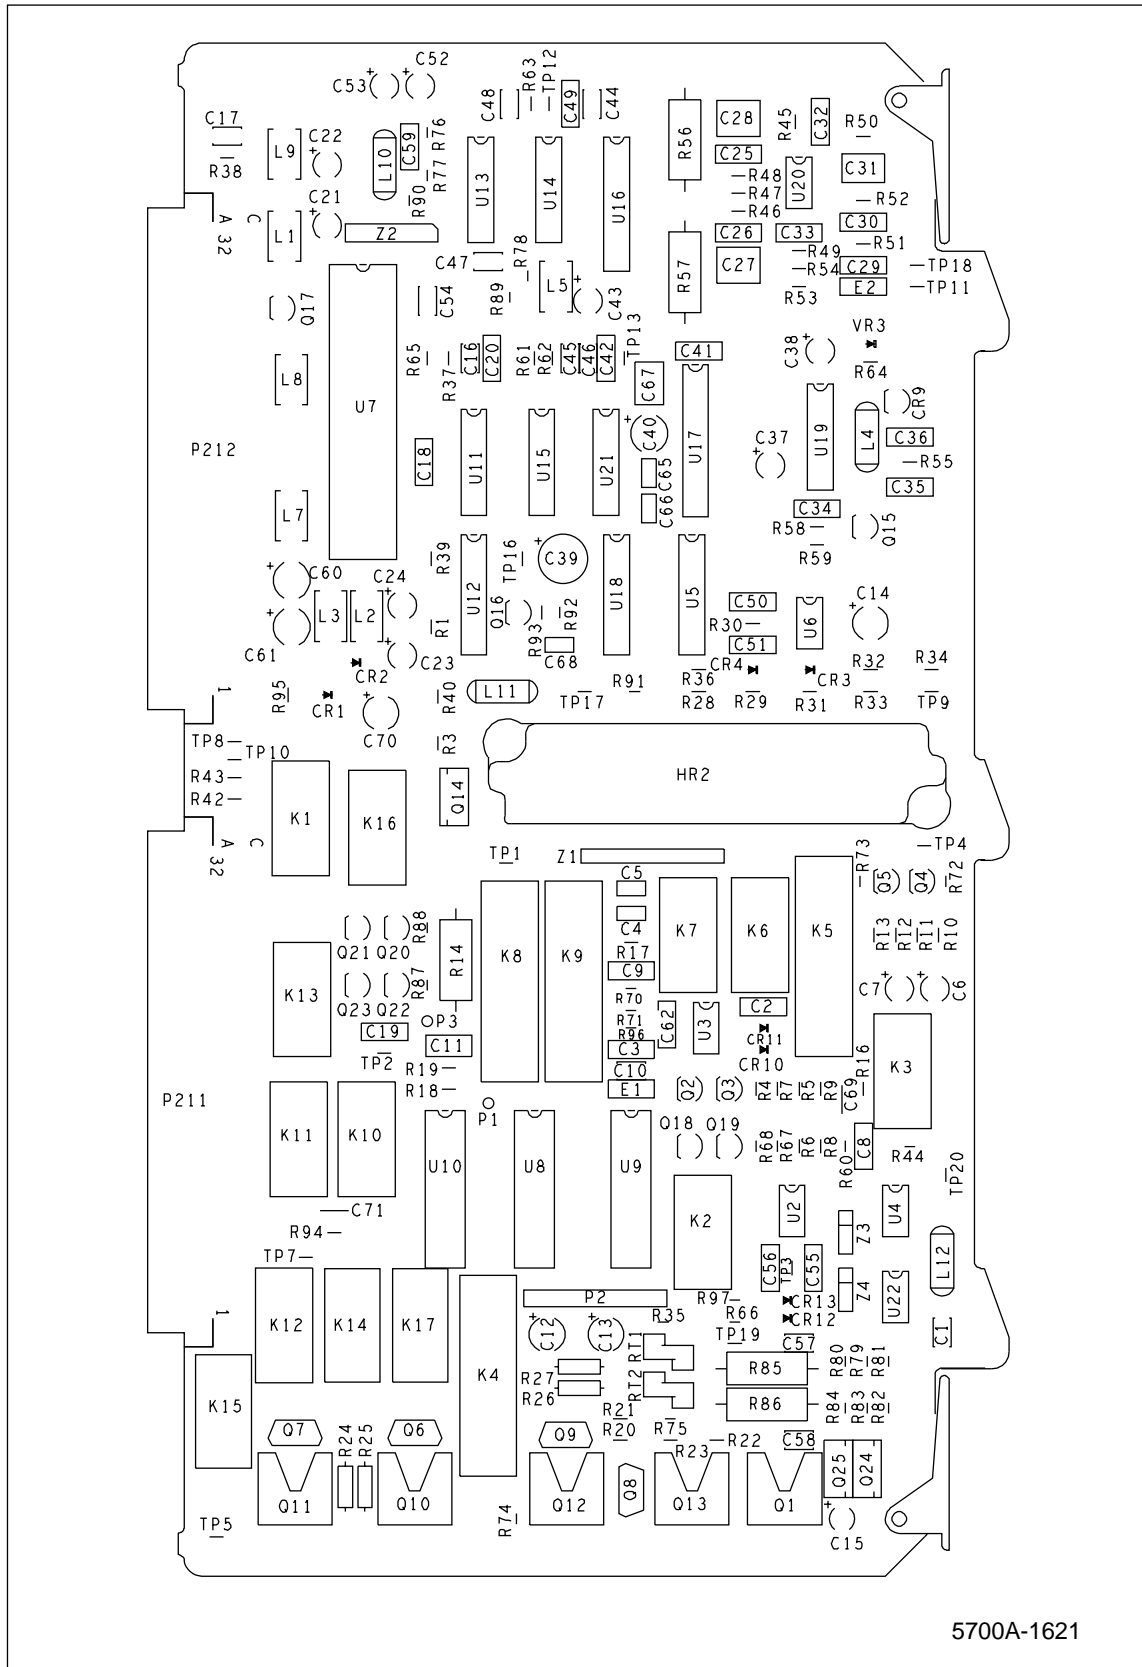 C52
C53
R63
TP12
C48
C49
C44
C17
C22
R76
R56
C28
R45
C32
R50
L9
L10
C59
R77
R38
C25
C31
U13
U14
U16
R48
U20
R47
R52
R46
C21
R90
A
32
C
L1
Z2
C30
C26
C33
R51
R78
R49
C47
R57
C27
R54
C29
TP18
R89
L5
R53
E2
TP11
C43
C54
Q17
VR3
TP13
C38
R65
R37
C16
C20
R61
R62
C45
C46
C42
C41
R64
L8
C67
CR9
U7
C40
U17
U19
L4
C37
C36
P212
U11
U15
U21
C65
C18
R55
C35
C66
L7
C34
R58
Q15
R59
R39
TP16
C39
C60
C24
U12
U18
U5
L3
L2
C50
C14
Q16
R30
U6
R1
R93
R92
C51
C61
C23
C68
CR4
R32
R34
CR2
R36
CR3
R91
R95
CR1
R40
L11
TP17
R28
R29
R31
R33
TP9
1
C70
TP8
R3
TP10
R43
HR2
R42
Q14
K1
K16
A
32
C
TP4
TP1
Z1
R73
C5
Q5
Q4
R72
C4
R88
K7
K6
K5
R13
R12
R11
R10
Q21
Q20
R14
K8
K9
R17
K13
R87
C9
C7
C6
Q23
Q22
R70
C2
P3
R71
C62
U3
C19
R96
CR11
C11
C3
TP2
CR10
R16
R19
C10
K3
R18
E1
Q2
Q3
R4
R7
R5
R9
C69
P211
P1
Q18
Q19
K11
K10
U10
U8
U9
R68
R67
R6
R8
C8
R44
R60
TP20
U2
U4
C71
K2
Z3
R94
TP7
C56
TP3
C55
L12
Z4
P2
R97
CR13
U22
R35
R66
CR12
1
K12
K14
K17
C12
C13
TP19
C57
C1
RT1
K4
R27
R85
R80
R79
R81
R26
RT2
K15
R86
R84
R83
R82
R21
Q7
R24
R25
Q6
Q9
R20
R75
R22
C58
R23
Q25
Q24
Q11
Q10
Q12
Q8
Q13
Q1
R74
TP5
C15
5700A-1621